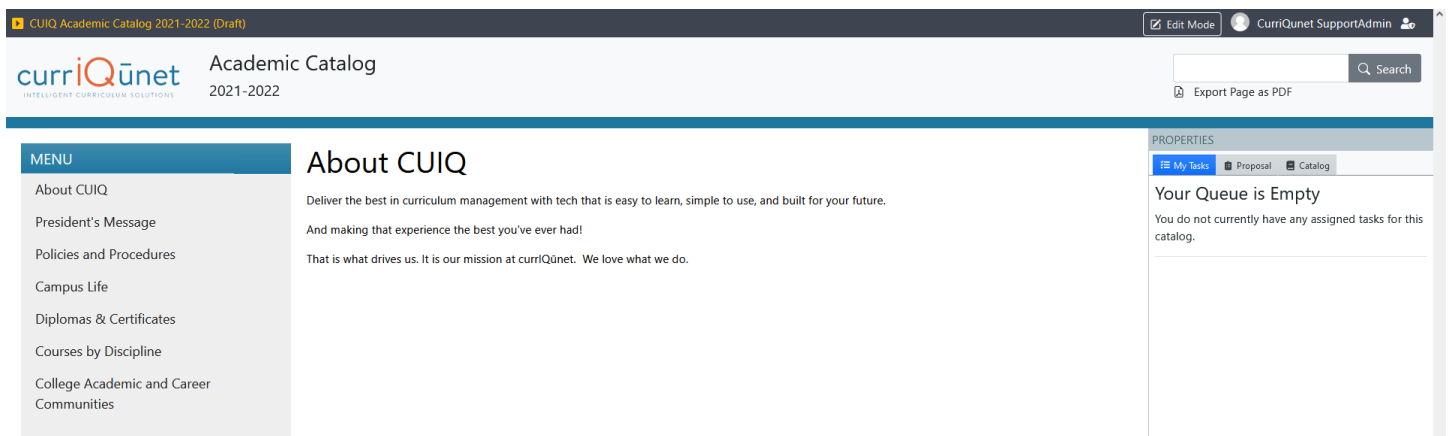 CUIQ Academic Catalog 2021-2022 (Draft)
Edit Mode
CurriQunet SupportAdmin
currIQūnet
INTELLIGENT CURRICULUM SOLUTIONS
Academic Catalog
2021-2022
Search
Export Page as PDF
MENU
About CUIQ
President's Message
Policies and Procedures
Campus Life
Diplomas & Certificates
Courses by Discipline
College Academic and Career
Communities
About CUIQ
Deliver the best in curriculum management with tech that is easy to learn, simple to use, and built for your future.
And making that experience the best you've ever had!
That is what drives us. It is our mission at currIQūnet. We love what we do.
PROPERTIES
My Tasks
Proposal
Catalog
Your Queue is Empty
You do not currently have any assigned tasks for this
catalog.